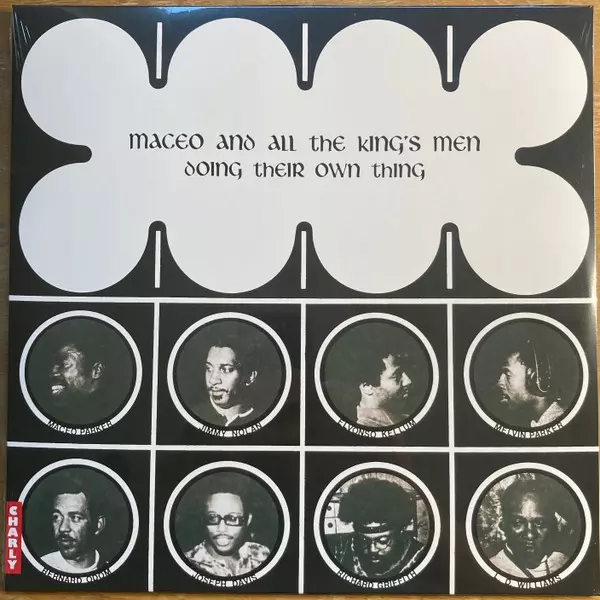 MACEO AND ALL THE KING'S MEN
DOING THEIR OWN THING
MACEO PARKER
JIMMY NOLAN
ELVONSO KELLUM
MELVIN PARKER
CHARLY
BERNARD ODOM
JOSEPH DAVIS
RICHARD GRIFFITH
L. D. WILLIAMS